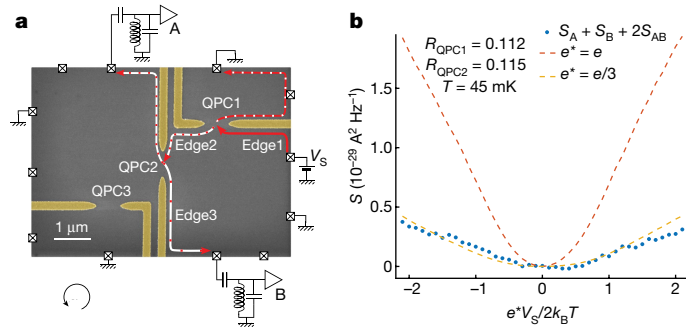 a
A
QPC1
Edge2
Edge1
QPC2
V_S
QPC3
Edge3
1 μm
B
b
R_QPC1 = 0.112
R_QPC2 = 0.115
T = 45 mK
S_A + S_B + 2S_AB
e* = e
e* = e/3
S (10⁻²⁹ A² Hz⁻¹)
1.5
1.0
0.5
0
−2
−1
0
1
2
e*V_S/2k_BT